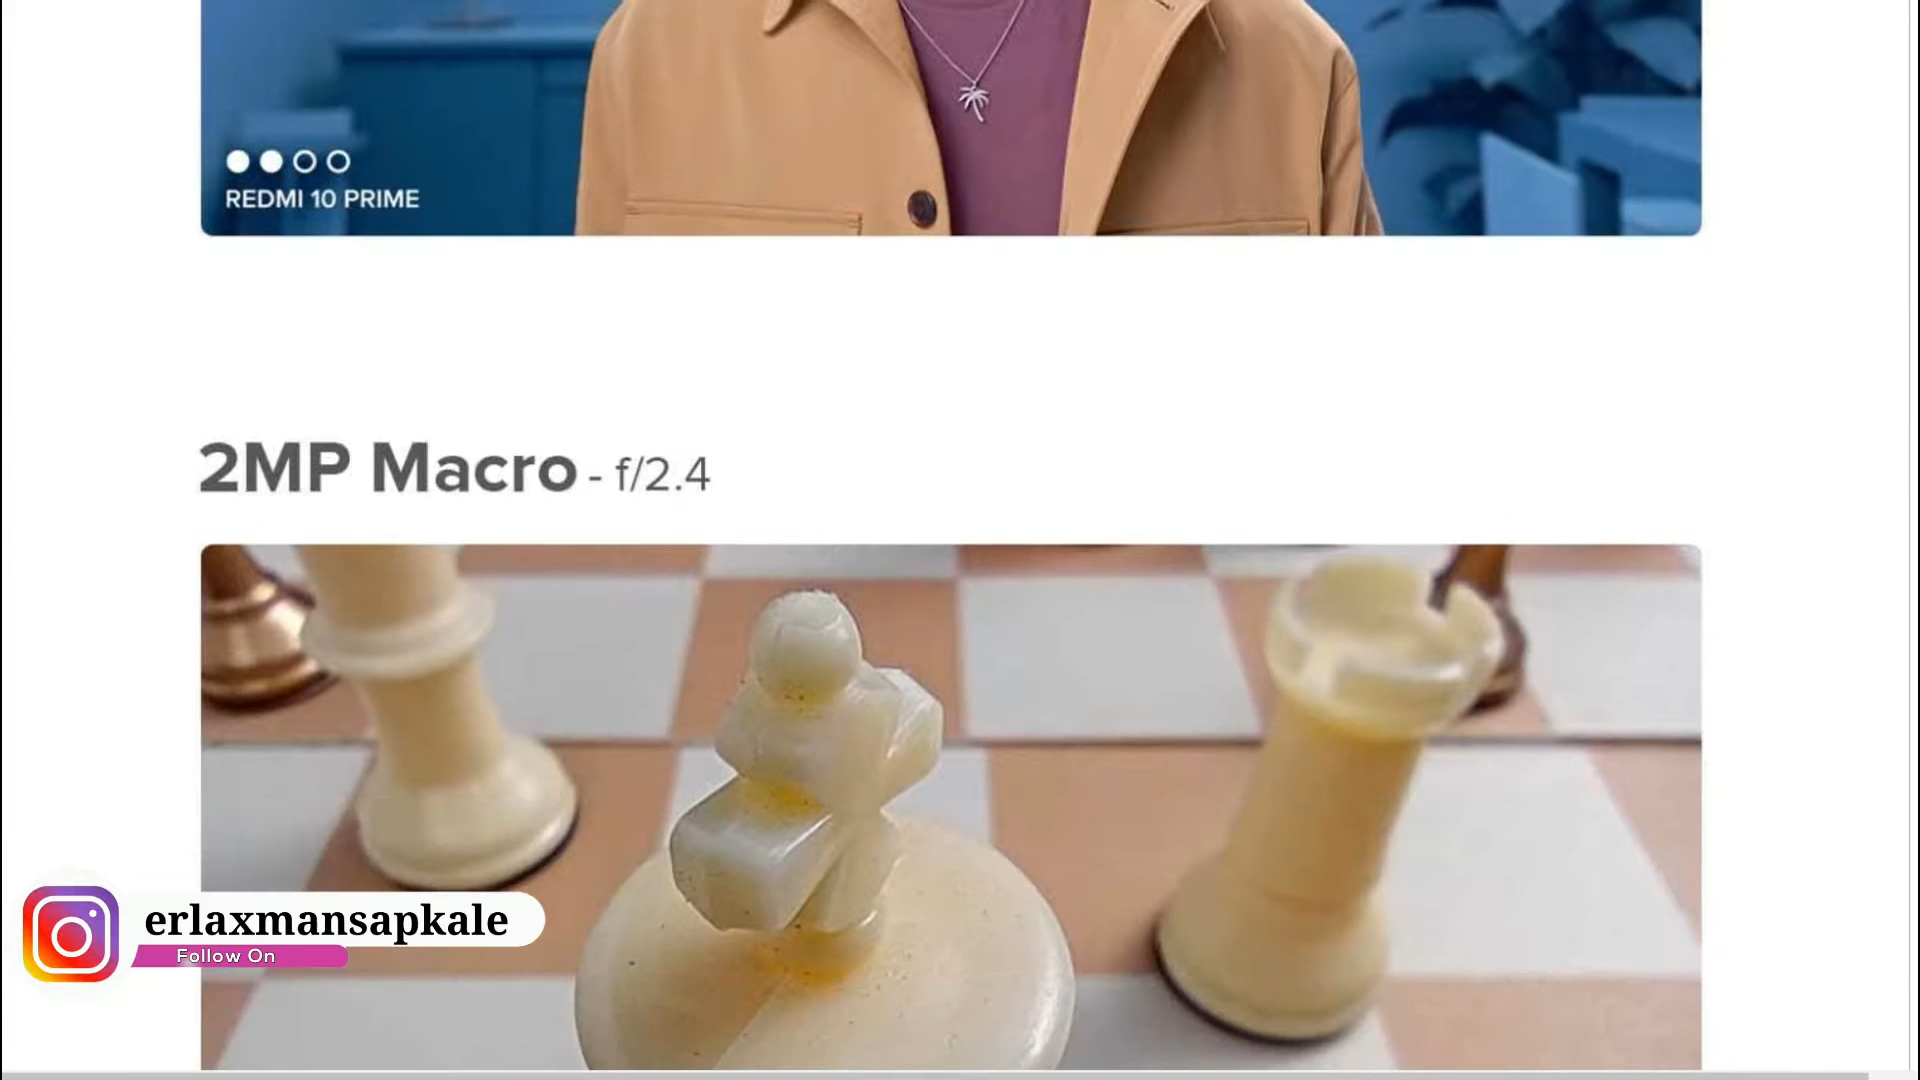 REDMI 10 PRIME
2MP Macro - f/2.4
erlaxmansapkale
Follow On